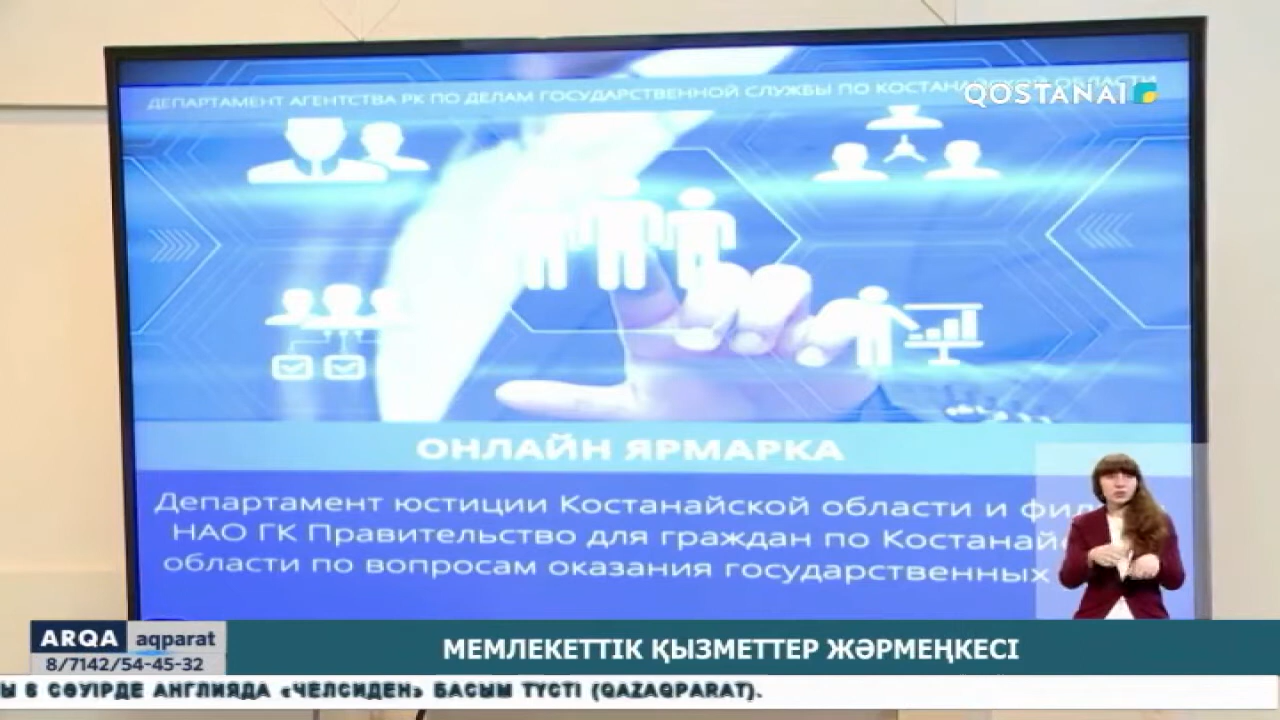 ДЕПАРТАМЕНТ АГЕНТСТВА РК ПО ДЕЛАМ ГОСУДАРСТВЕННОЙ СЛУЖБЫ ПО КОСТАНАЙСКОЙ ОБЛАСТИ
QOSTANAI
ОНЛАЙН ЯРМАРКА
Департамент юстиции Костанайской области и фил
НАО ГК Правительство для граждан по Костанай
области по вопросам оказания государственных
ARQA aqparat
8/7142/54-45-32
МЕМЛЕКЕТТІК ҚЫЗМЕТТЕР ЖӘРМЕҢКЕСІ
Ы 6 СӘУІРДЕ АНГЛИЯДА «ЧЕЛСИДЕН» БАСЫМ ТҮСТІ (QAZAQPARAT).